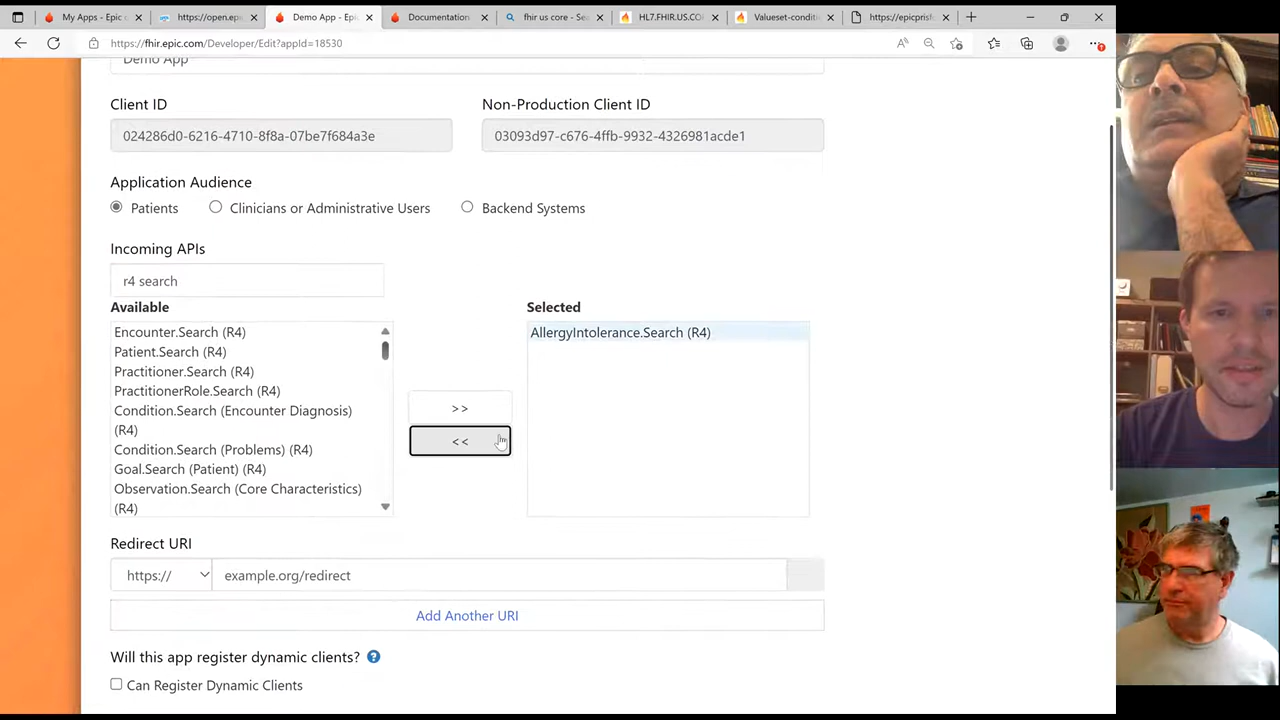 My Apps - Epic
https://open.epi
Demo App - Epic
Documentation
fhir us core - Sea
HL7.FHIR.US.CO
Valueset-conditi
https://epicprisf
https://fhir.epic.com/Developer/Edit?appId=18530
Demo App
Client ID
Non-Production Client ID
024286d0-6216-4710-8f8a-07be7f684a3e
03093d97-c676-4ffb-9932-4326981acde1
Application Audience
Patients
Clinicians or Administrative Users
Backend Systems
Incoming APIs
r4 search
Available
Selected
Encounter.Search (R4)
Patient.Search (R4)
Practitioner.Search (R4)
PractitionerRole.Search (R4)
Condition.Search (Encounter Diagnosis)
(R4)
Condition.Search (Problems) (R4)
Goal.Search (Patient) (R4)
Observation.Search (Core Characteristics)
(R4)
>>
<<
AllergyIntolerance.Search (R4)
Redirect URI
https://
example.org/redirect
Add Another URI
Will this app register dynamic clients?
Can Register Dynamic Clients